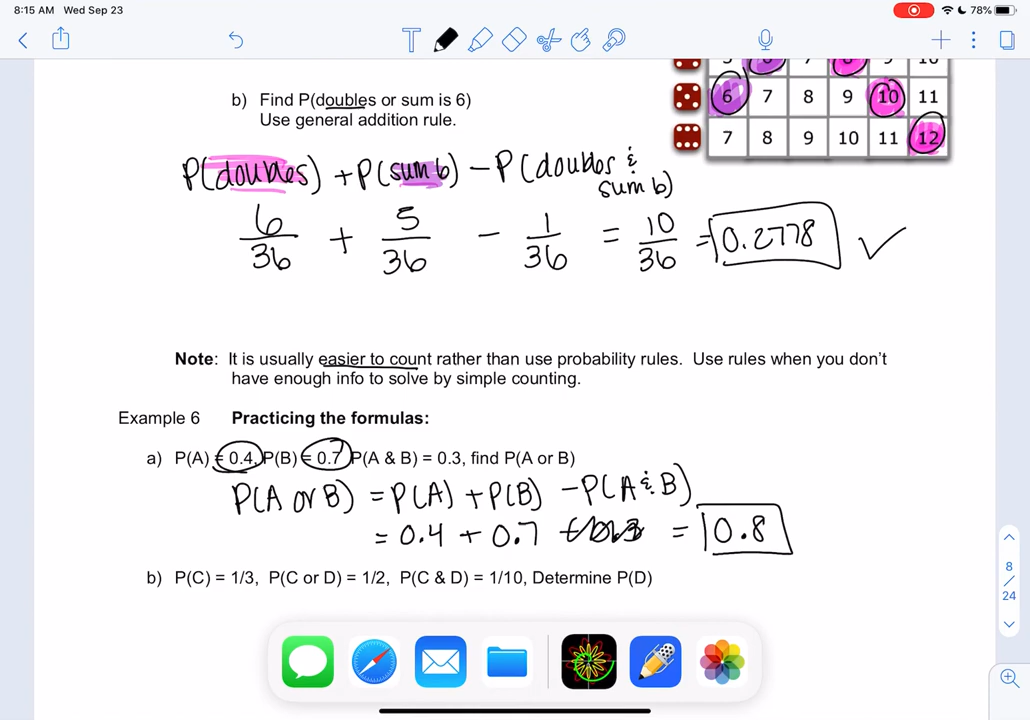 8:15 AM Wed Sep 23
78%
b) Find P(doubles or sum is 6)
Use general addition rule.
6 7 8 9 10 11
7 8 9 10 11 12
P(doubles) + P(sum 6) - P(doubles &
sum 6)
6/36 + 5/36 - 1/36 = 10/36 = 0.2778 ✓
Note: It is usually easier to count rather than use probability rules. Use rules when you don't
have enough info to solve by simple counting.
Example 6 Practicing the formulas:
a) P(A) = 0.4, P(B) = 0.7 P(A & B) = 0.3, find P(A or B)
P(A or B) = P(A) + P(B) - P(A & B)
= 0.4 + 0.7 = 0.8
b) P(C) = 1/3, P(C or D) = 1/2, P(C & D) = 1/10, Determine P(D)
8
/
24